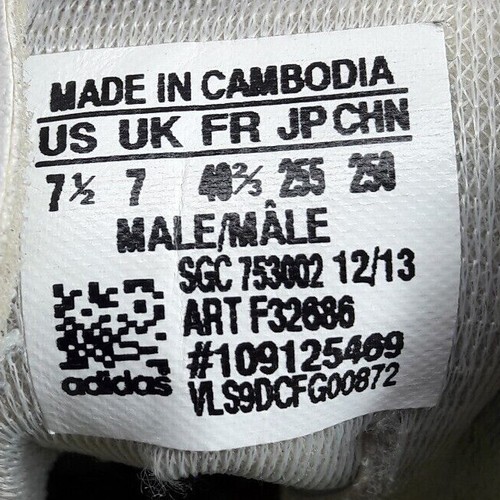 MADE IN CAMBODIA
US UK FR JP CHN
7½ 7 40⅔ 255 250
MALE/MÂLE
SGC 753002 12/13
ART F32686
#109125469
VLS9DCFG00872
adidas